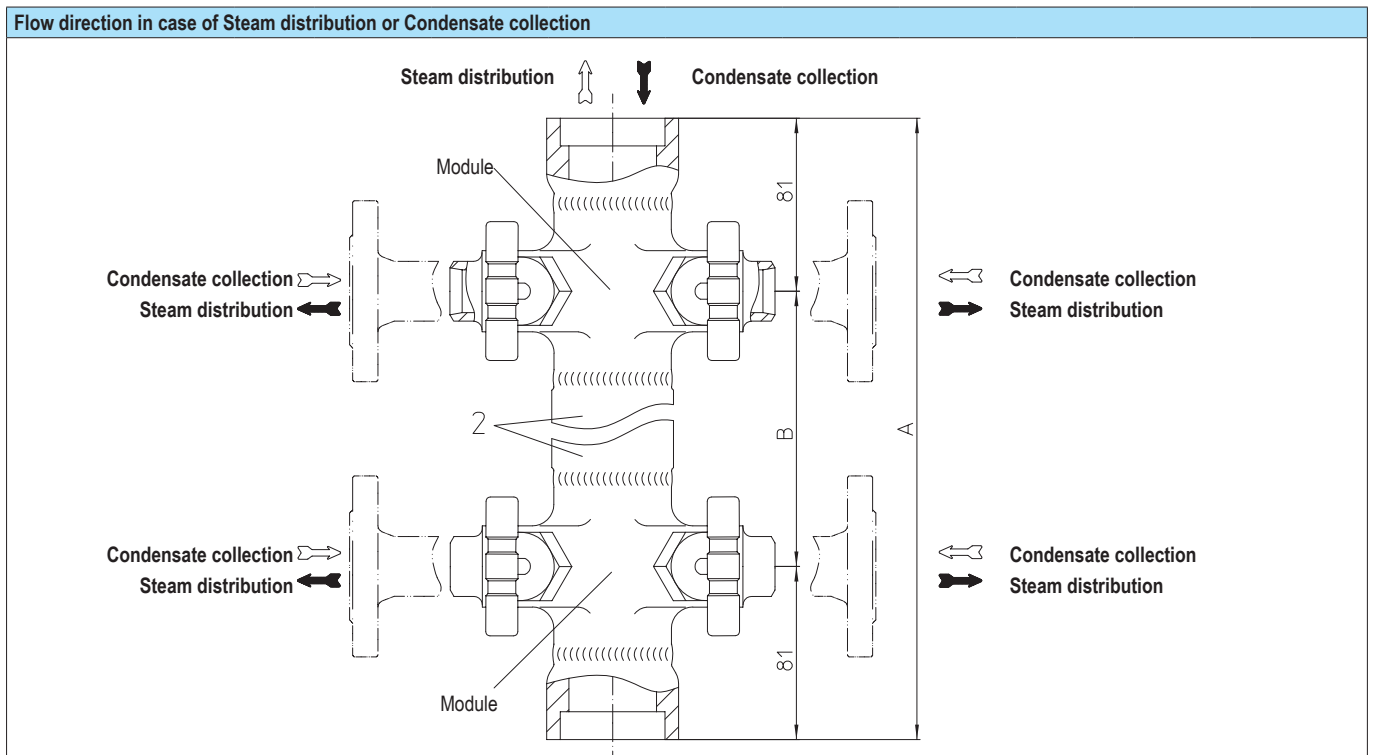 Flow direction in case of Steam distribution or Condensate collection
Steam distribution
Condensate collection
Module
81
Condensate collection
Steam distribution
Condensate collection
Steam distribution
2
B
A
Condensate collection
Steam distribution
Condensate collection
Steam distribution
81
Module